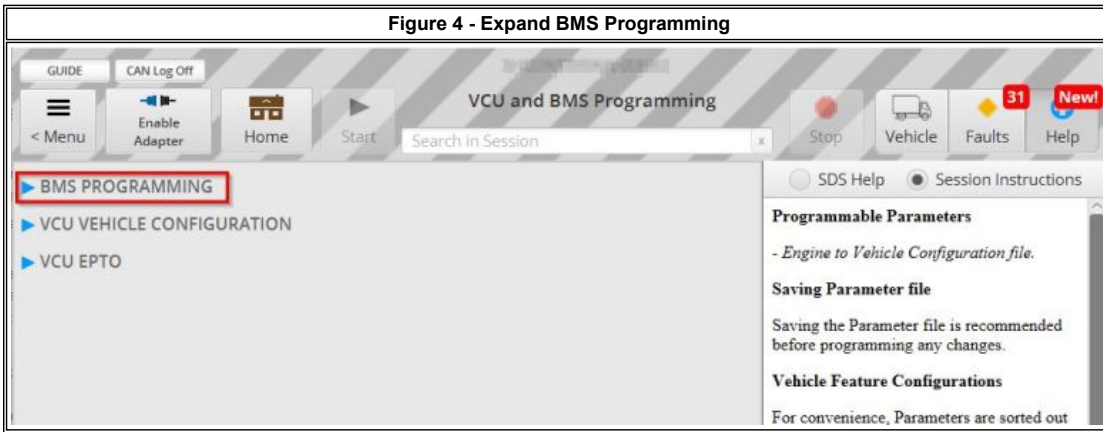 Figure 4 - Expand BMS Programming
GUIDE
CAN Log Off
< Menu
Enable
Adapter
Home
Start
VCU and BMS Programming
Search in Session
x
Stop
Vehicle
31
Faults
New!
Help
BMS PROGRAMMING
VCU VEHICLE CONFIGURATION
VCU EPTO
SDS Help
Session Instructions
Programmable Parameters
- Engine to Vehicle Configuration file.
Saving Parameter file
Saving the Parameter file is recommended
before programming any changes.
Vehicle Feature Configurations
For convenience, Parameters are sorted out